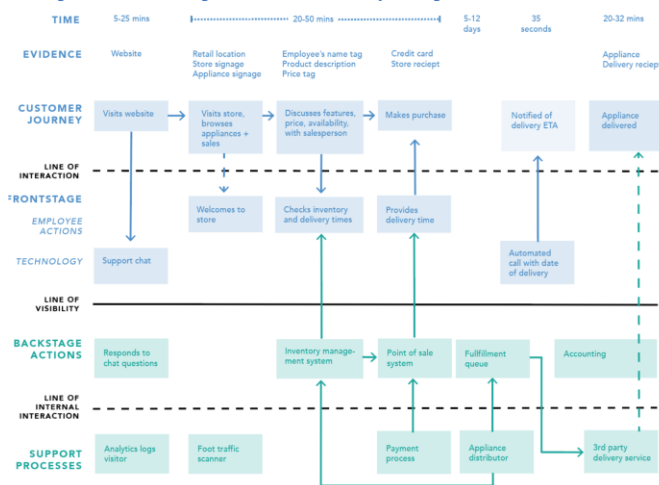 TIME
5-25 mins
20-50 mins
5-12
days
35
seconds
20-32 mins
EVIDENCE
Website
Retail location
Store signage
Appliance signage
Employee's name tag
Product description
Price tag
Credit card
Store reciept
Appliance
Delivery reciept
CUSTOMER
JOURNEY
Visits website
Visits store,
browses
appliances +
sales
Discusses features,
price, availability,
with salesperson
Makes purchase
Notified of
delivery ETA
Appliance
delivered
LINE OF
INTERACTION
FRONTSTAGE
EMPLOYEE
ACTIONS
Welcomes to
store
Checks inventory
and delivery times
Provides
delivery time
TECHNOLOGY
Support chat
Automated
call with date
of delivery
LINE OF
VISIBILITY
BACKSTAGE
ACTIONS
Responds to
chat questions
Inventory manage-
ment system
Point of sale
system
Fullfillment
queue
Accounting
LINE OF
INTERNAL
INTERACTION
SUPPORT
PROCESSES
Analytics logs
visitor
Foot traffic
scanner
Payment
process
Appliance
distributor
3rd party
delivery service